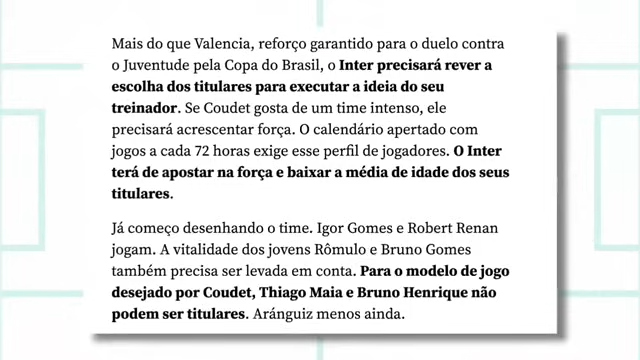 Mais do que Valencia, reforço garantido para o duelo contra
o Juventude pela Copa do Brasil, o Inter precisará rever a
escolha dos titulares para executar a ideia do seu
treinador. Se Coudet gosta de um time intenso, ele
precisará acrescentar força. O calendário apertado com
jogos a cada 72 horas exige esse perfil de jogadores. O Inter
terá de apostar na força e baixar a média de idade dos seus
titulares.
Já começo desenhando o time. Igor Gomes e Robert Renan
jogam. A vitalidade dos jovens Rômulo e Bruno Gomes
também precisa ser levada em conta. Para o modelo de jogo
desejado por Coudet, Thiago Maia e Bruno Henrique não
podem ser titulares. Aránguiz menos ainda.